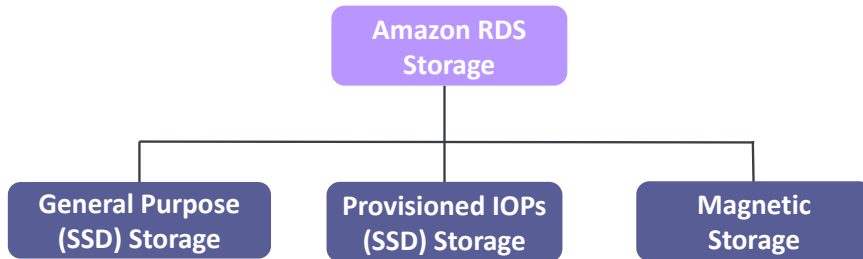 Amazon RDS
Storage
General Purpose
(SSD) Storage
Provisioned IOPs
(SSD) Storage
Magnetic
Storage